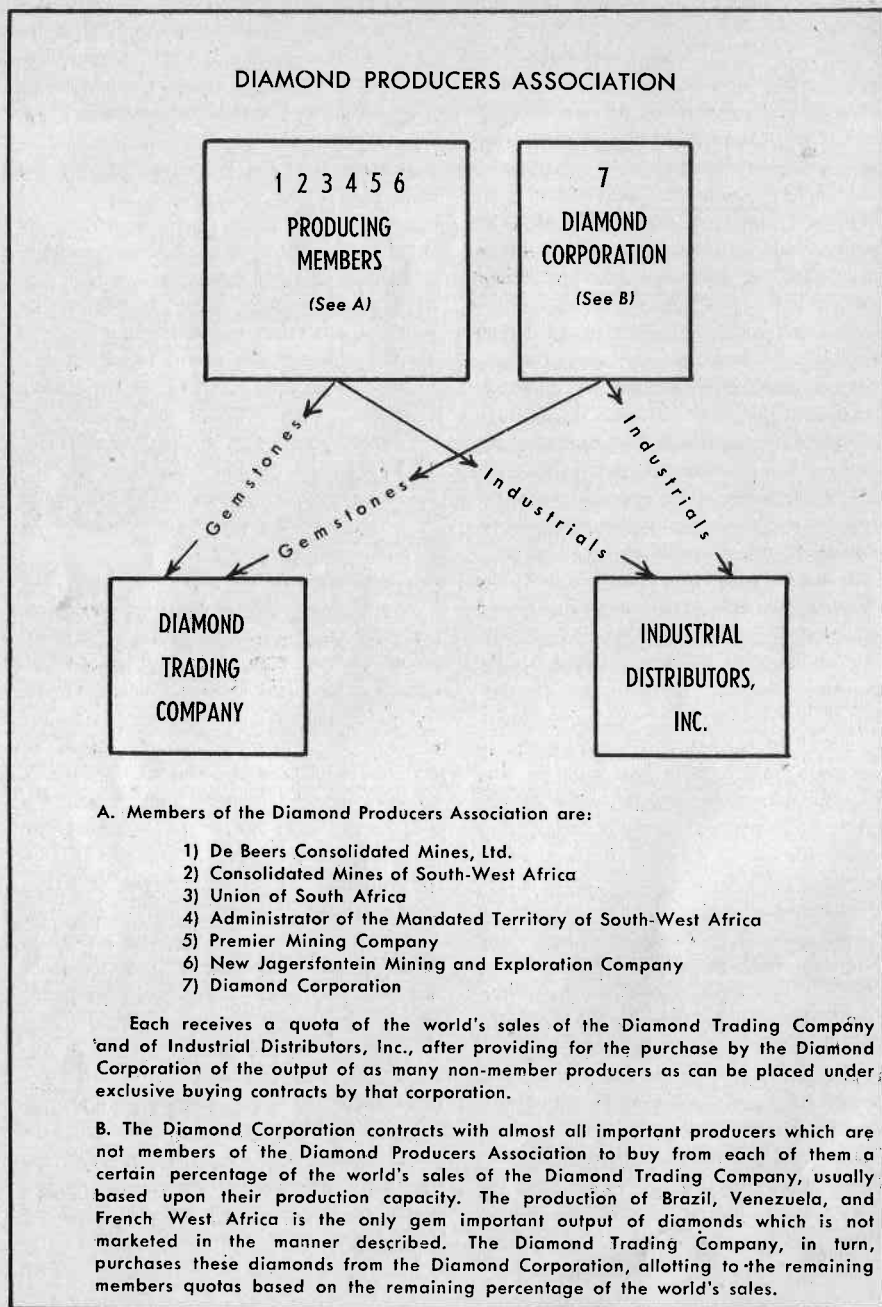 DIAMOND PRODUCERS ASSOCIATION
1 2 3 4 5 6
PRODUCING
MEMBERS
(See A)
7
DIAMOND
CORPORATION
(See B)
Gemstones
Gemstones
Industrials
Industrials
DIAMOND
TRADING
COMPANY
INDUSTRIAL
DISTRIBUTORS,
INC.
A. Members of the Diamond Producers Association are:
1) De Beers Consolidated Mines, Ltd.
2) Consolidated Mines of South-West Africa
3) Union of South Africa
4) Administrator of the Mandated Territory of South-West Africa
5) Premier Mining Company
6) New Jagersfontein Mining and Exploration Company
7) Diamond Corporation
Each receives a quota of the world's sales of the Diamond Trading Company
and of Industrial Distributors, Inc., after providing for the purchase by the Diamond
Corporation of the output of as many non-member producers as can be placed under
exclusive buying contracts by that corporation.
B. The Diamond Corporation contracts with almost all important producers which are
not members of the Diamond Producers Association to buy from each of them a
certain percentage of the world's sales of the Diamond Trading Company, usually
based upon their production capacity. The production of Brazil, Venezuela, and
French West Africa is the only gem important output of diamonds which is not
marketed in the manner described. The Diamond Trading Company, in turn,
purchases these diamonds from the Diamond Corporation, allotting to the remaining
members quotas based on the remaining percentage of the world's sales.